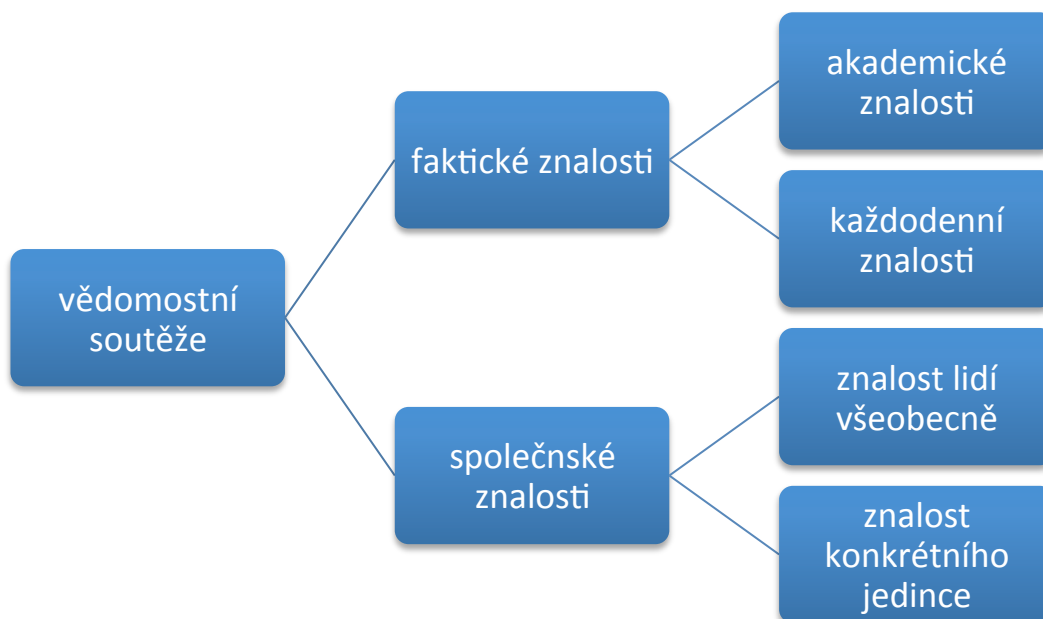 vědomostní
soutěže
faktické znalosti
akademické
znalosti
každodenní
znalosti
společnské
znalosti
znalost lidí
všeobecně
znalost
konkrétního
jedince